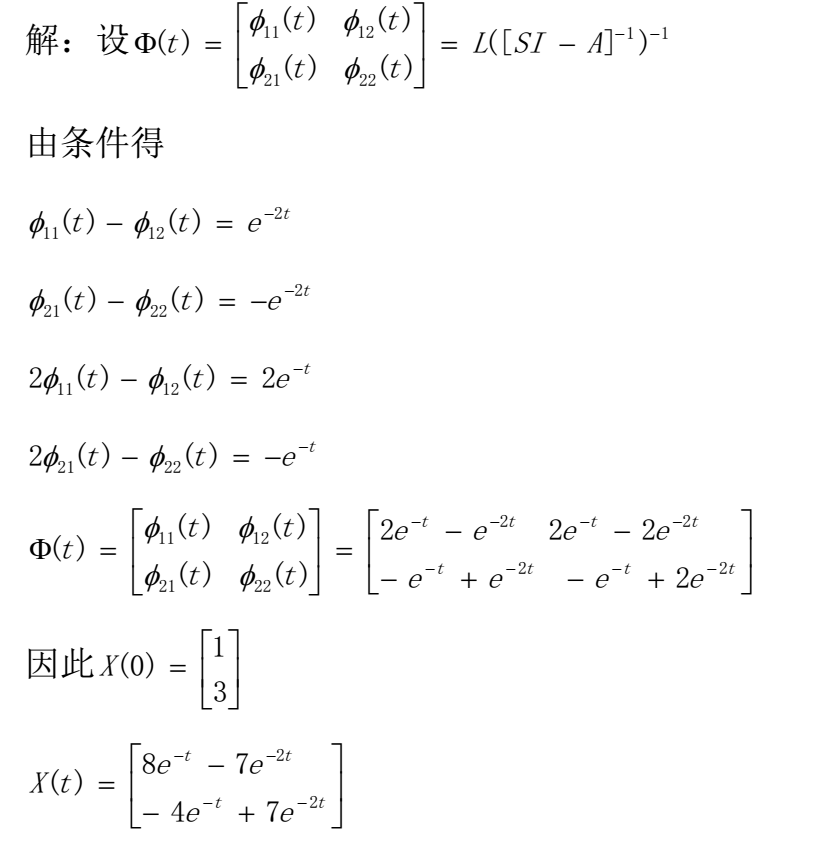 解：设Φ(t) = [ϕ₁₁(t) ϕ₁₂(t); ϕ₂₁(t) ϕ₂₂(t)] = L([SI − A]⁻¹)⁻¹
由条件得
ϕ₁₁(t) − ϕ₁₂(t) = e⁻²ᵗ
ϕ₂₁(t) − ϕ₂₂(t) = −e⁻²ᵗ
2ϕ₁₁(t) − ϕ₁₂(t) = 2e⁻ᵗ
2ϕ₂₁(t) − ϕ₂₂(t) = −e⁻ᵗ
Φ(t) = [ϕ₁₁(t) ϕ₁₂(t); ϕ₂₁(t) ϕ₂₂(t)] = [2e⁻ᵗ − e⁻²ᵗ 2e⁻ᵗ − 2e⁻²ᵗ; − e⁻ᵗ + e⁻²ᵗ − e⁻ᵗ + 2e⁻²ᵗ]
因此X(0) = [1; 3]
X(t) = [8e⁻ᵗ − 7e⁻²ᵗ; − 4e⁻ᵗ + 7e⁻²ᵗ]